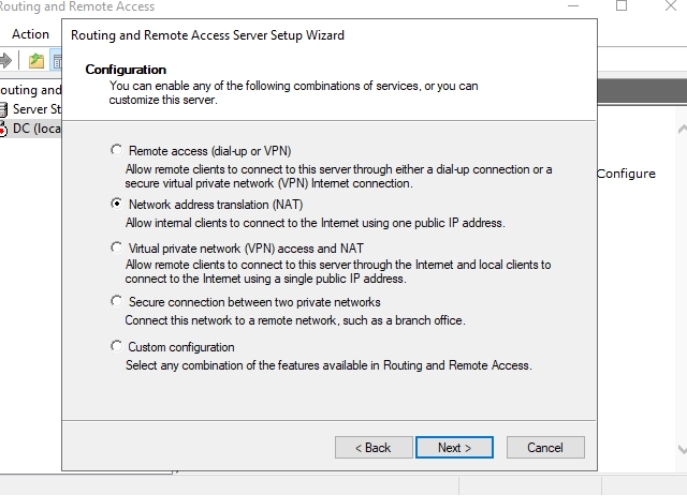 Routing and Remote Access
Action
Routing and Remote Access Server Setup Wizard
Configuration
You can enable any of the following combinations of services, or you can
customize this server.
outing and
Server St
DC (loca
Remote access (dial-up or VPN)
Allow remote clients to connect to this server through either a dial-up connection or a
secure virtual private network (VPN) Internet connection.
Configure
Network address translation (NAT)
Allow internal clients to connect to the Internet using one public IP address.
Virtual private network (VPN) access and NAT
Allow remote clients to connect to this server through the Internet and local clients to
connect to the Internet using a single public IP address.
Secure connection between two private networks
Connect this network to a remote network, such as a branch office.
Custom configuration
Select any combination of the features available in Routing and Remote Access.
< Back
Next >
Cancel